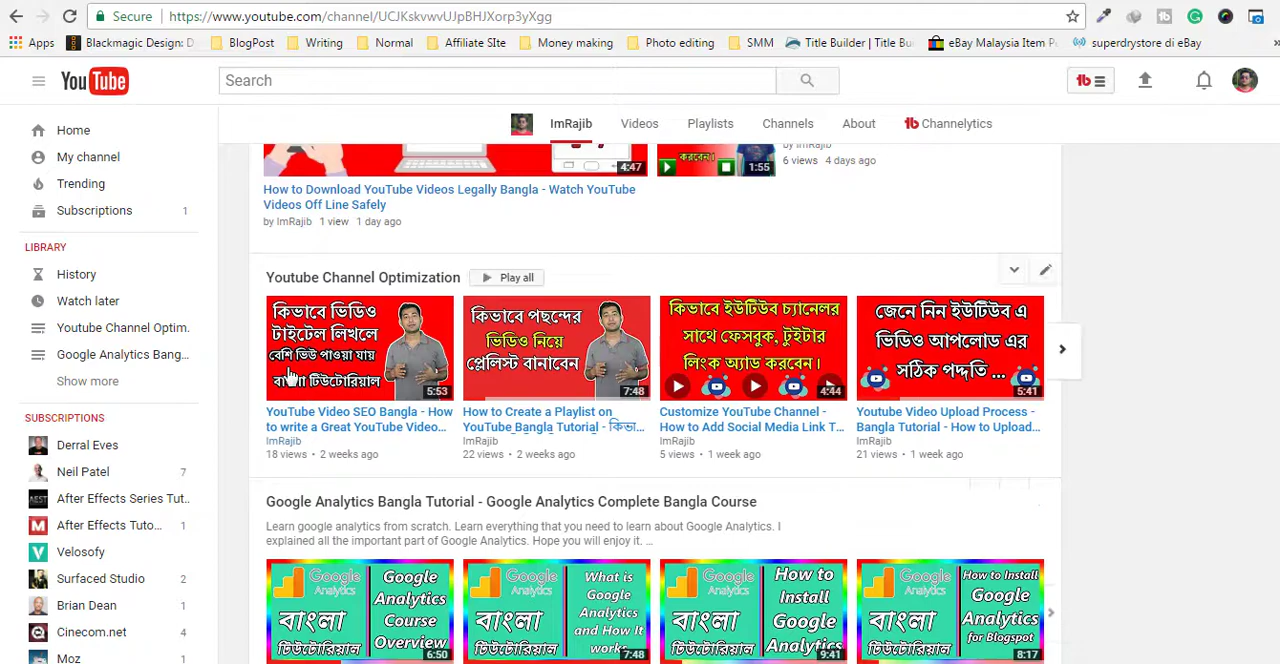 Secure
https://www.youtube.com/channel/UCJKskvwvUJpBHJXorp3yXgg
Apps
Blackmagic Design: D
BlogPost
Writing
Normal
Affiliate SIte
Money making
Photo editing
SMM
Title Builder | Title Bu
eBay Malaysia Item P
superdrystore di eBay
YouTube
Search
Home
My channel
Trending
Subscriptions
1
LIBRARY
History
Watch later
Youtube Channel Optim.
Google Analytics Bang...
Show more
SUBSCRIPTIONS
Derral Eves
Neil Patel
7
After Effects Series Tut..
After Effects Tuto...
1
Velosofy
Surfaced Studio
2
Brian Dean
1
Cinecom.net
4
Moz
ImRajib
Videos
Playlists
Channels
About
Channelytics
করবেন।
4:47
1:55
by ImRajib
6 views 4 days ago
How to Download YouTube Videos Legally Bangla - Watch YouTube
Videos Off Line Safely
by ImRajib 1 view 1 day ago
Youtube Channel Optimization
Play all
কিভাবে ভিডিও
টাইটেল লিখলে
বেশি ভিউ পাওয়া যায়
বাংলা টিউটোরিয়াল
5:53
YouTube Video SEO Bangla - How
to write a Great YouTube Video...
ImRajib
18 views • 2 weeks ago
কিভাবে পছন্দের
ভিডিও নিয়ে
প্লেলিস্ট বানাবেন
7:48
How to Create a Playlist on
YouTube Bangla Tutorial - কিভা...
ImRajib
22 views • 2 weeks ago
কিভাবে ইউটিউব চ্যানেলর
সাথে ফেসবুক, টুইটার
লিংক অ্যাড করবেন।
4:44
Customize YouTube Channel -
How to Add Social Media Link T...
ImRajib
5 views • 1 week ago
জেনে নিন ইউটিউব এ
ভিডিও আপলোড এর
সঠিক পদ্দতি ...
5:41
Youtube Video Upload Process -
Bangla Tutorial - How to Upload...
ImRajib
21 views • 1 week ago
Google Analytics Bangla Tutorial - Google Analytics Complete Bangla Course
Learn google analytics from scratch. Learn everything that you need to learn about Google Analytics. I
explained all the important part of Google Analytics. Hope you will enjoy it. ...
Google
Analytics
বাংলা
টিউটোরিয়াল
Google
Analytics
Course
Overview
6:50
Google
Analytics
বাংলা
টিউটোরিয়াল
What is
Google
Analytics
and How It
works
7:48
Google
Analytics
বাংলা
টিউটোরিয়াল
How to
Install
Google
Analytics
9:41
Google
Analytics
বাংলা
টিউটোরিয়াল
How to Install
Google
Analytics
for Blogspot
8:17